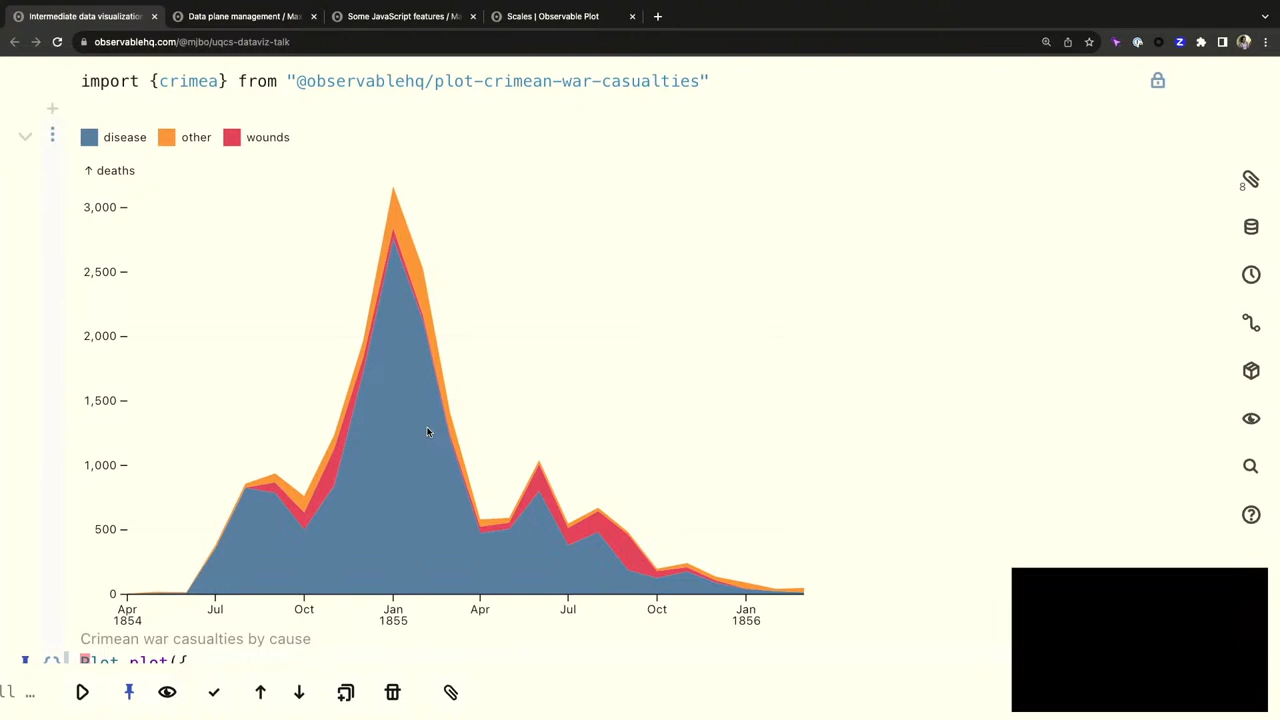 Intermediate data visualizatio
Data plane management / Ma
Some JavaScript features / M
Scales | Observable Plot
observablehq.com/@mjbo/uqcs-dataviz-talk
import {crimea} from "@observablehq/plot-crimean-war-casualties"
disease other wounds
↑ deaths
3,000
2,500
2,000
1,500
1,000
500
0
Apr Jul Oct Jan Apr Jul Oct Jan
1854 1855 1856
Crimean war casualties by cause
Plot.plot({
ll …
8